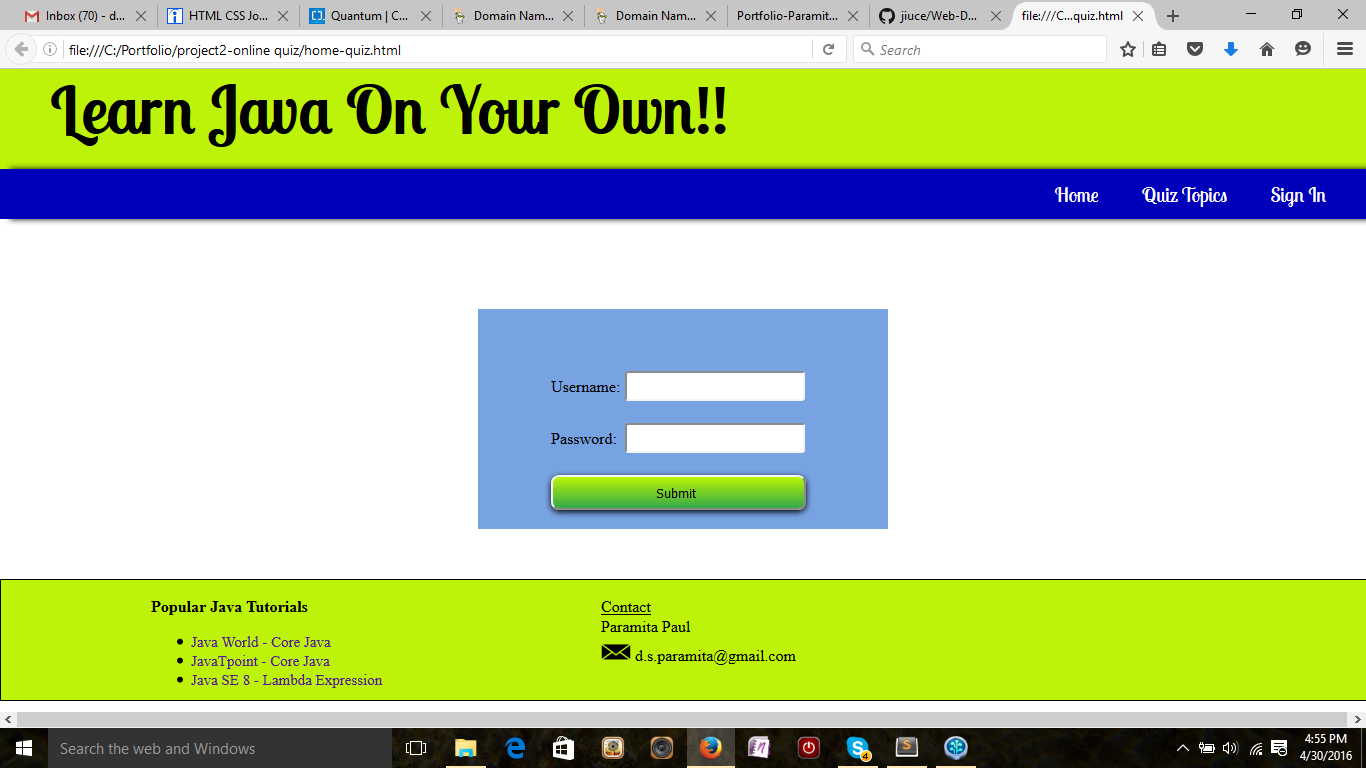 Inbox (70) - d... HTML CSS Jo... Quantum | C... Domain Nam... Domain Nam... Portfolio-Paramit... jiuce/Web-D... file:///C...quiz.html
file:///C:/Portfolio/project2-online quiz/home-quiz.html Search
Learn Java On Your Own!!
Home Quiz Topics Sign In
Username:
Password:
Submit
Popular Java Tutorials
Java World - Core Java
JavaTpoint - Core Java
Java SE 8 - Lambda Expression
Contact
Paramita Paul
d.s.paramita@gmail.com
Search the web and Windows 4 4:55 PM
4/30/2016